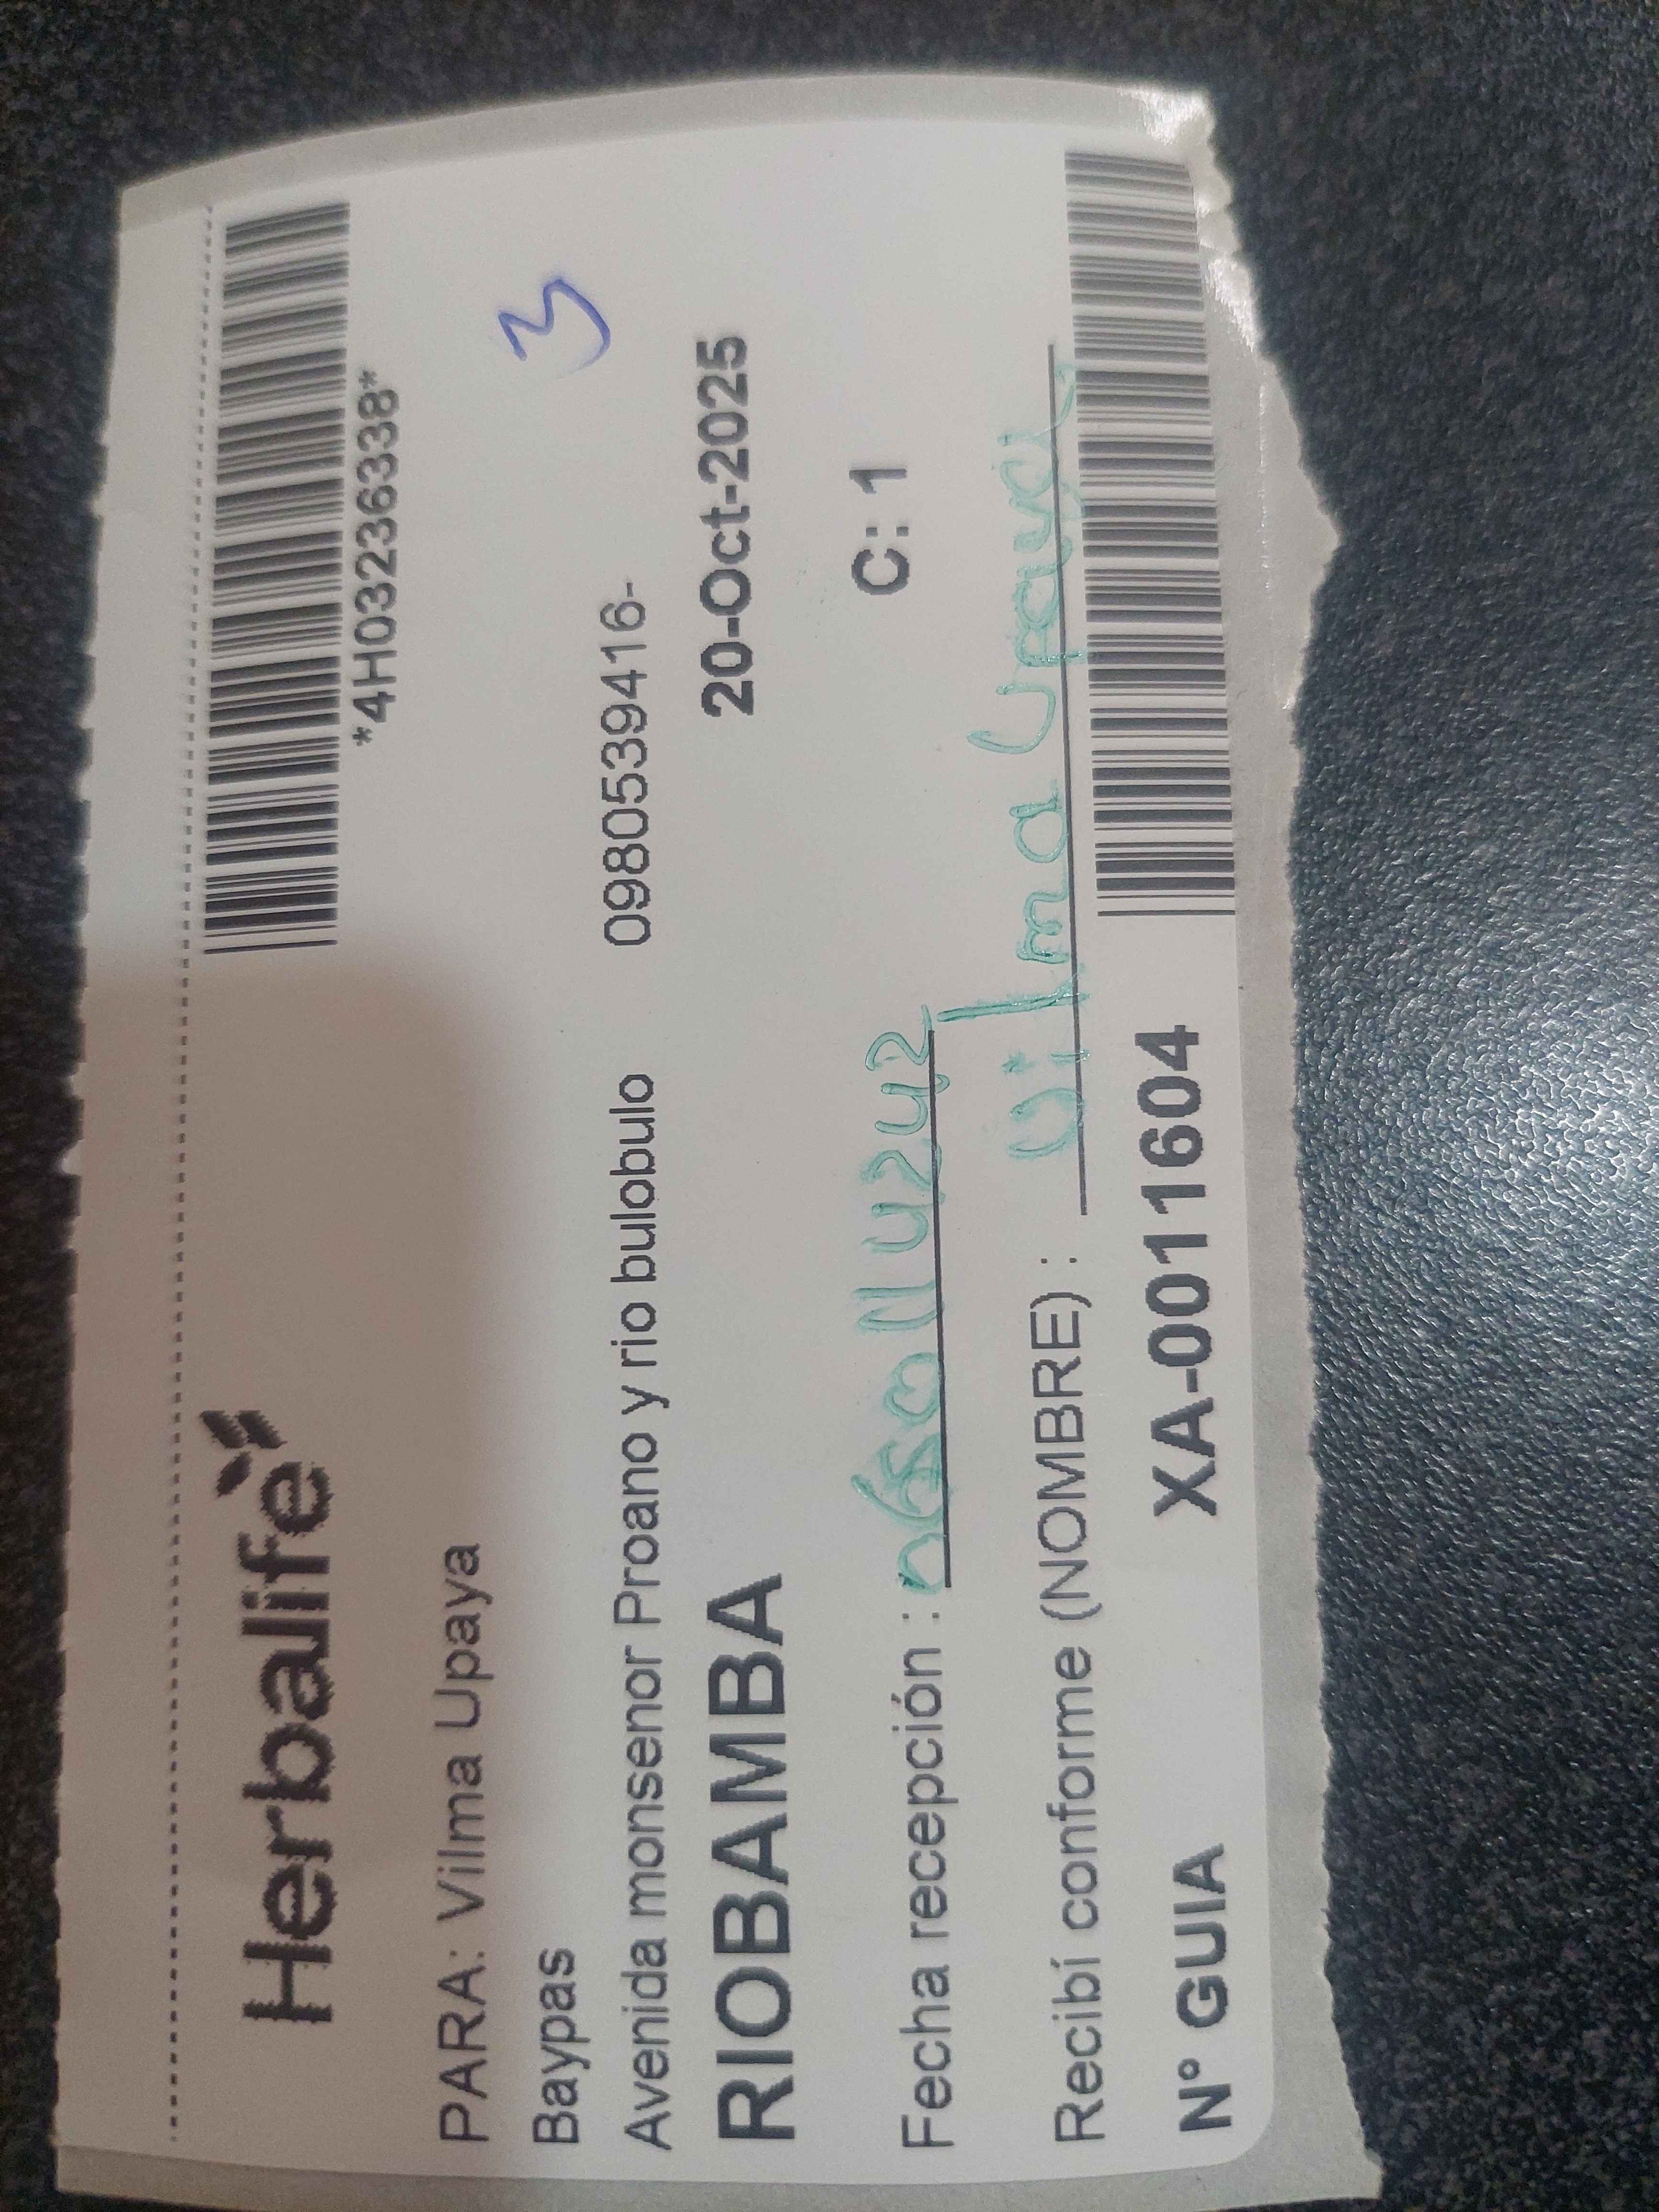 Herbalife
*4H03236338*
PARA: Vilma Upaya
3
Baypas
Avenida monsenor Proano y rio bulobulo 0980539416-
RIOBAMBA 20-Oct-2025
Fecha recepción : C: 1
Recibí conforme (NOMBRE) : Vilma Upaya
N° GUIA XA-0011604